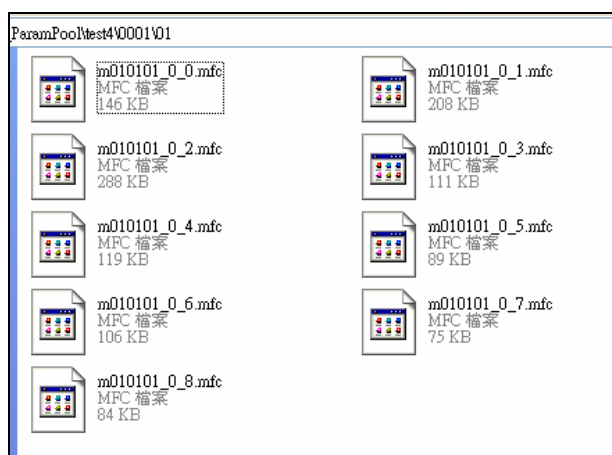 ParamPool\test4\0001\01
m010101_0_0.mfc
MFC 檔案
146 KB
m010101_0_1.mfc
MFC 檔案
208 KB
m010101_0_2.mfc
MFC 檔案
288 KB
m010101_0_3.mfc
MFC 檔案
111 KB
m010101_0_4.mfc
MFC 檔案
119 KB
m010101_0_5.mfc
MFC 檔案
89 KB
m010101_0_6.mfc
MFC 檔案
106 KB
m010101_0_7.mfc
MFC 檔案
75 KB
m010101_0_8.mfc
MFC 檔案
84 KB